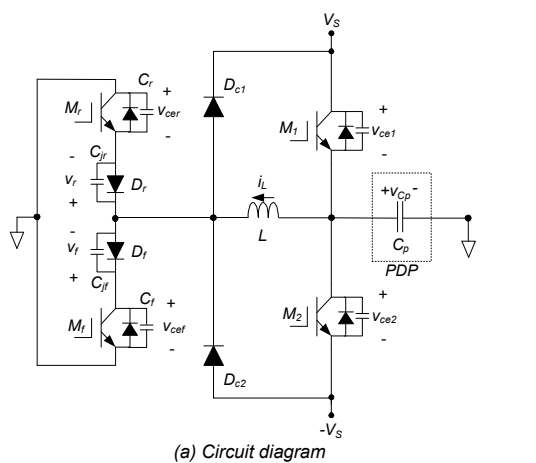 V_S
C_r
+
M_r
v_cer
-
D_c1
+
M_1
v_ce1
-
-
C_jr
v_r
D_r
+
i_L
L
+v_Cp-
C_p
PDP
-
v_f
D_f
+
C_jf
C_f
+
M_f
v_cef
-
+
M_2
v_ce2
-
D_c2
-V_S
(a) Circuit diagram